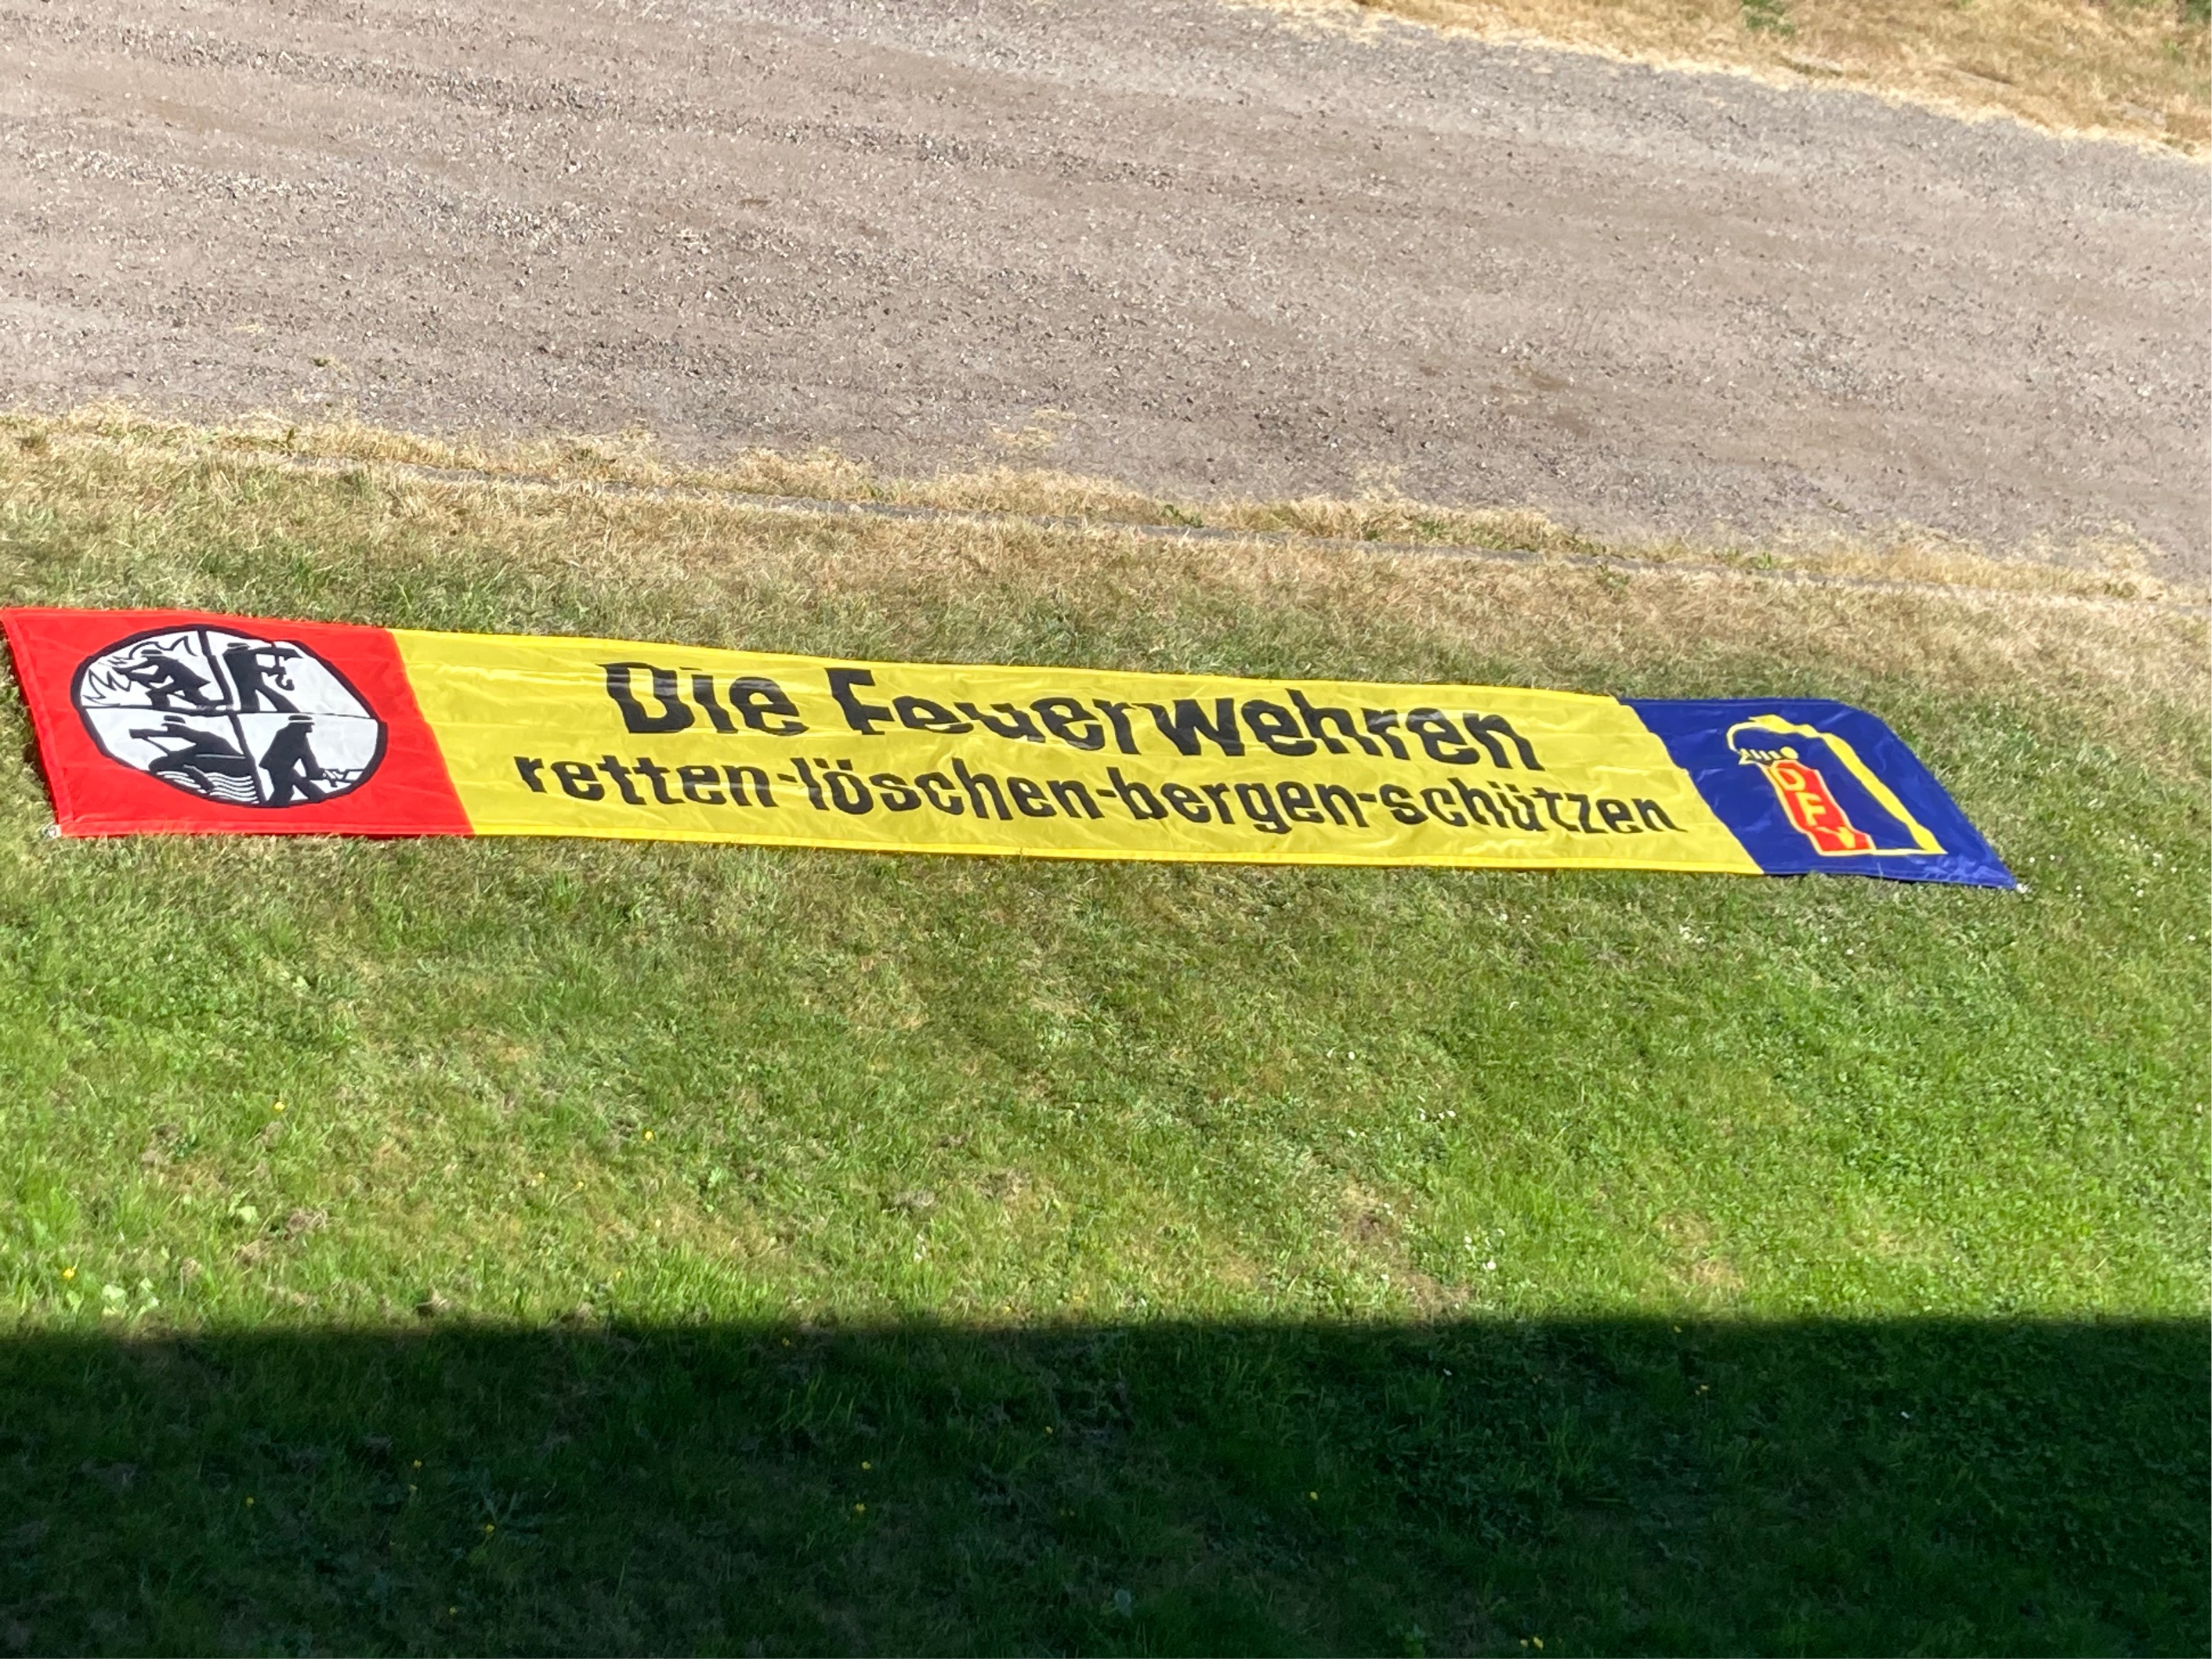 Die Feuerwehren
retten-löschen-bergen-schützen
DFV